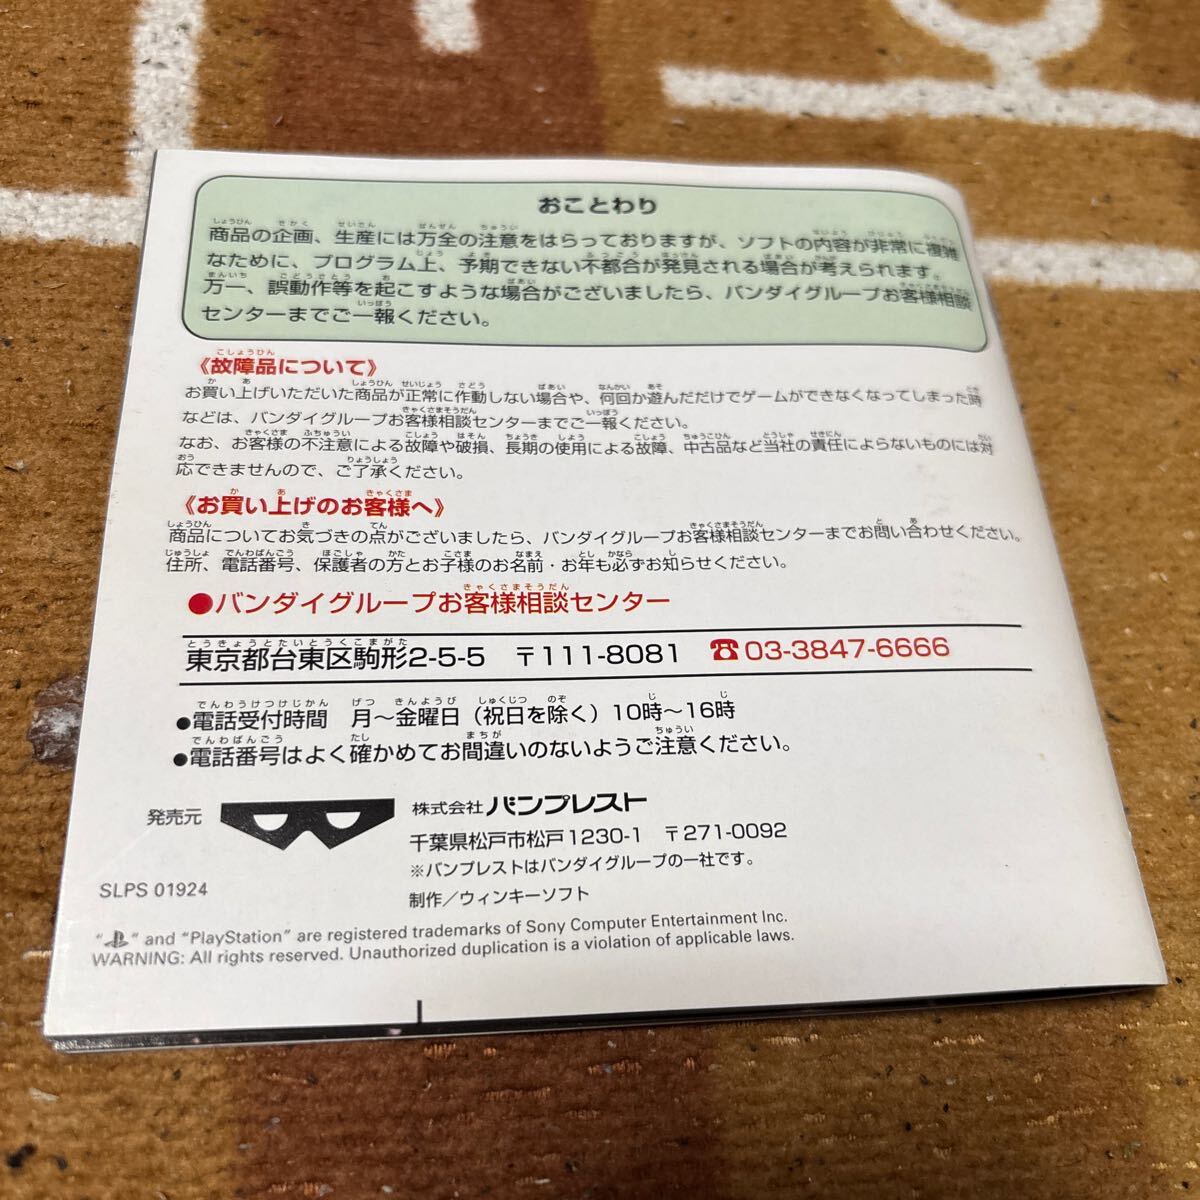 おことわり
商品の企画、生産には万全の注意をはらっておりますが、ソフトの内容が非常に複雑
なために、プログラム上、予期できない不都合が発見される場合が考えられます。
万一、誤動作等を起こすような場合がございましたら、バンダイグループお客様相談
センターまでご一報ください。
《故障品について》
お買い上げいただいた商品が正常に作動しない場合や、何回か遊んだだけでゲームができなくなってしまった時
などは、バンダイグループお客様相談センターまでご一報ください。
なお、お客様の不注意による故障や破損、長期の使用による故障、中古品など当社の責任によらないものには対
応できませんので、ご了承ください。
《お買い上げのお客様へ》
商品についてお気づきの点がございましたら、バンダイグループお客様相談センターまでお問い合わせください。
住所、電話番号、保護者の方とお子様のお名前・お年も必ずお知らせください。
●バンダイグループお客様相談センター
東京都台東区駒形2-5-5 〒111-8081 ☎03-3847-6666
●電話受付時間 月〜金曜日（祝日を除く）10時〜16時
●電話番号はよく確かめてお間違いのないようご注意ください。
発売元 株式会社 バンプレスト
千葉県松戸市松戸1230-1 〒271-0092
※バンプレストはバンダイグループの一社です。
SLPS 01924
制作／ウィンキーソフト
" " and "PlayStation" are registered trademarks of Sony Computer Entertainment Inc.
WARNING: All rights reserved. Unauthorized duplication is a violation of applicable laws.